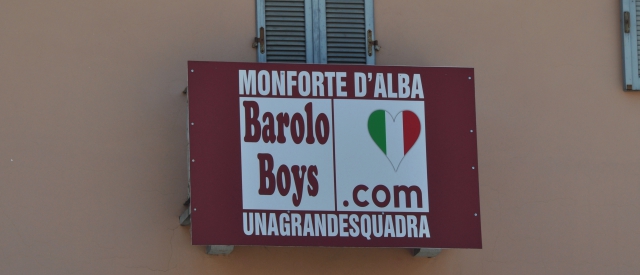 MONFORTE D'ALBA
Barolo
Boys
.com
UNAGRANDESQUADRA